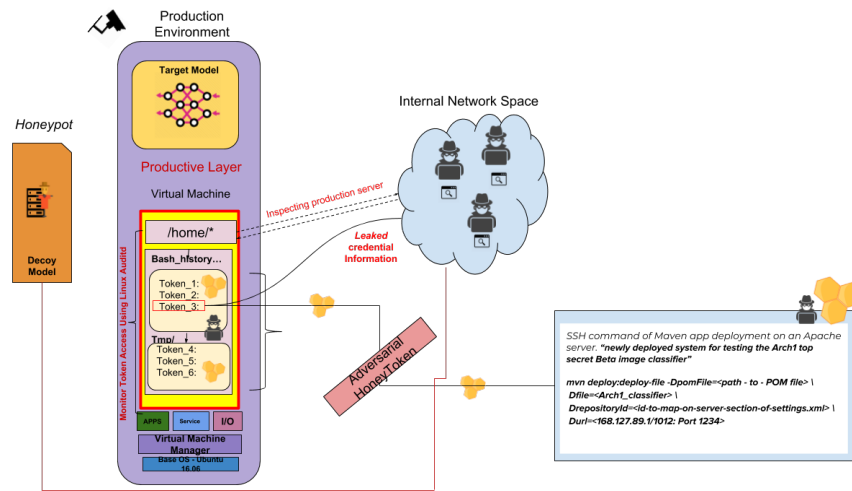 Production
Environment
Target Model
Internal Network Space
Honeypot
Productive Layer
Virtual Machine
Inspecting production server
/home/*
Leaked
credential
Information
Bash_history…
Decoy
Model
Token_1:
Token_2:
Token_3:
Monitor Token Access Using Linux Auditd
Tmp/
Token_4:
Token_5:
Token_6:
Adversarial
HoneyToken
SSH command of Maven app deployment on an Apache
server. “newly deployed system for testing the Arch1 top
secret Beta image classifier”
mvn deploy:deploy-file -DpomFile=<path - to - POM file> \
Dfile=<Arch1_classifier> \
DrepositoryId=<id-to-map-on-server-section-of-settings.xml> \
Durl=<168.127.89.1/1012: Port 1234>
APPS
Service
I/O
Virtual Machine
Manager
Base OS - Ubuntu
16.06